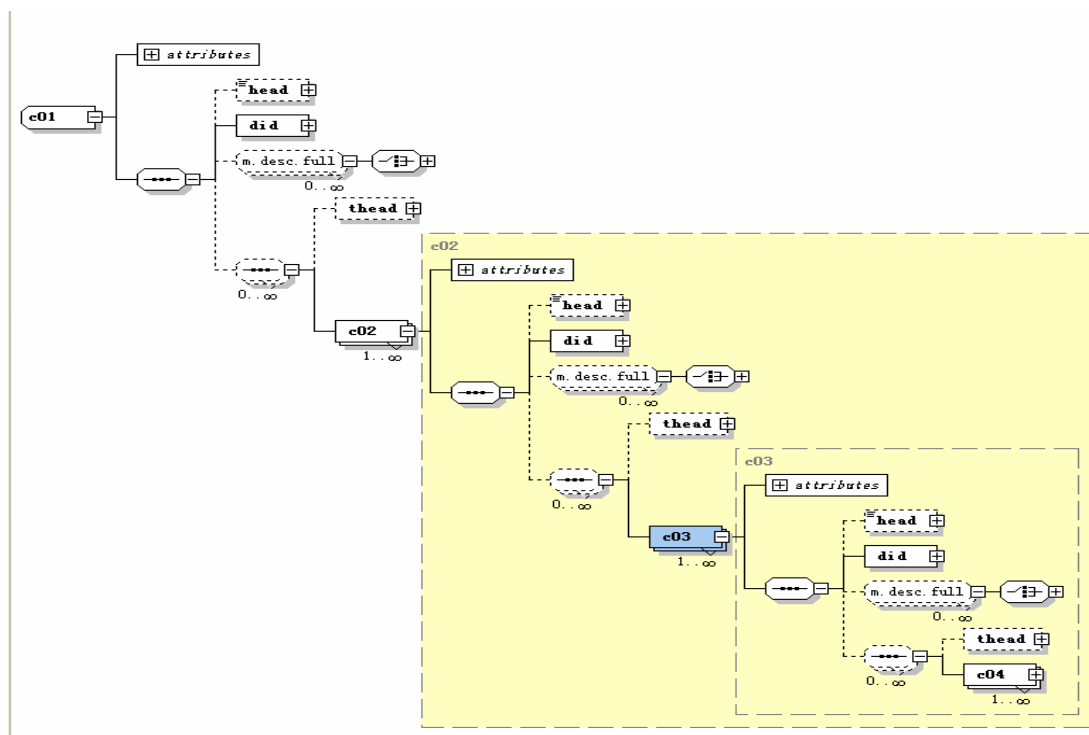 attributes
head
c01
did
m.desc.full
0..∞
thead
c02
attributes
0..∞
head
c02
did
1..∞
m.desc.full
0..∞
thead
c03
attributes
0..∞
head
c03
did
1..∞
m.desc.full
0..∞
thead
0..∞
c04
1..∞